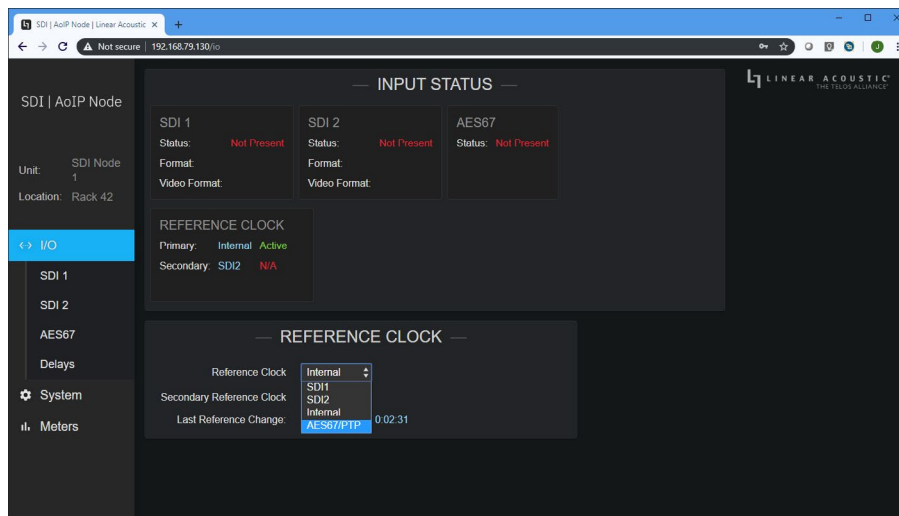 SDI | AoIP Node | Linear Acoustic
Not secure | 192.168.79.130/io
LINEAR ACOUSTIC
THE TELOS ALLIANCE
SDI | AoIP Node
Unit: SDI Node 1
Location: Rack 42
I/O
SDI 1
SDI 2
AES67
Delays
System
Meters
INPUT STATUS
SDI 1
Status: Not Present
Format:
Video Format:
SDI 2
Status: Not Present
Format:
Video Format:
AES67
Status: Not Present
REFERENCE CLOCK
Primary: Internal Active
Secondary: SDI2 N/A
REFERENCE CLOCK
Reference Clock Internal
SDI1
SDI2
Internal
AES67/PTP
Secondary Reference Clock
Last Reference Change: 0:02:31